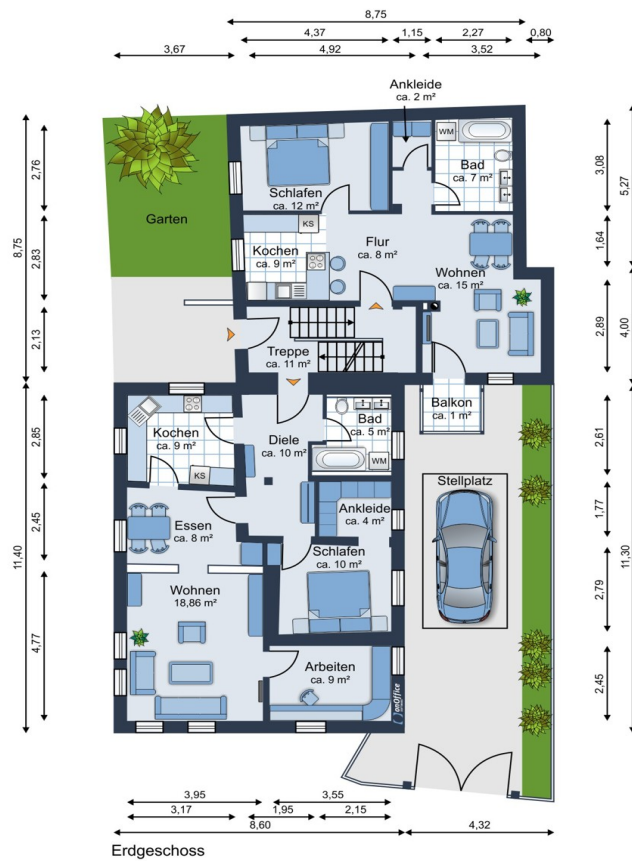 8,75
4,37
1,15
2,27
0,80
3,67
4,92
3,52
Ankleide
ca. 2 m²
WM
Bad
ca. 7 m²
Schlafen
ca. 12 m²
Garten
KS
Kochen
ca. 9 m²
Flur
ca. 8 m²
Wohnen
ca. 15 m²
Treppe
ca. 11 m²
Balkon
ca. 1 m²
8,75
2,76
2,83
2,13
3,08
5,27
1,64
2,89
4,00
Kochen
ca. 9 m²
KS
Diele
ca. 10 m²
Bad
ca. 5 m²
WM
Stellplatz
Ankleide
ca. 4 m²
Essen
ca. 8 m²
Schlafen
ca. 10 m²
Wohnen
18,86 m²
Arbeiten
ca. 9 m²
onOffice
2,85
2,45
11,40
4,77
2,61
1,77
11,30
2,79
2,45
3,95
3,55
3,17
1,95
2,15
8,60
4,32
Erdgeschoss